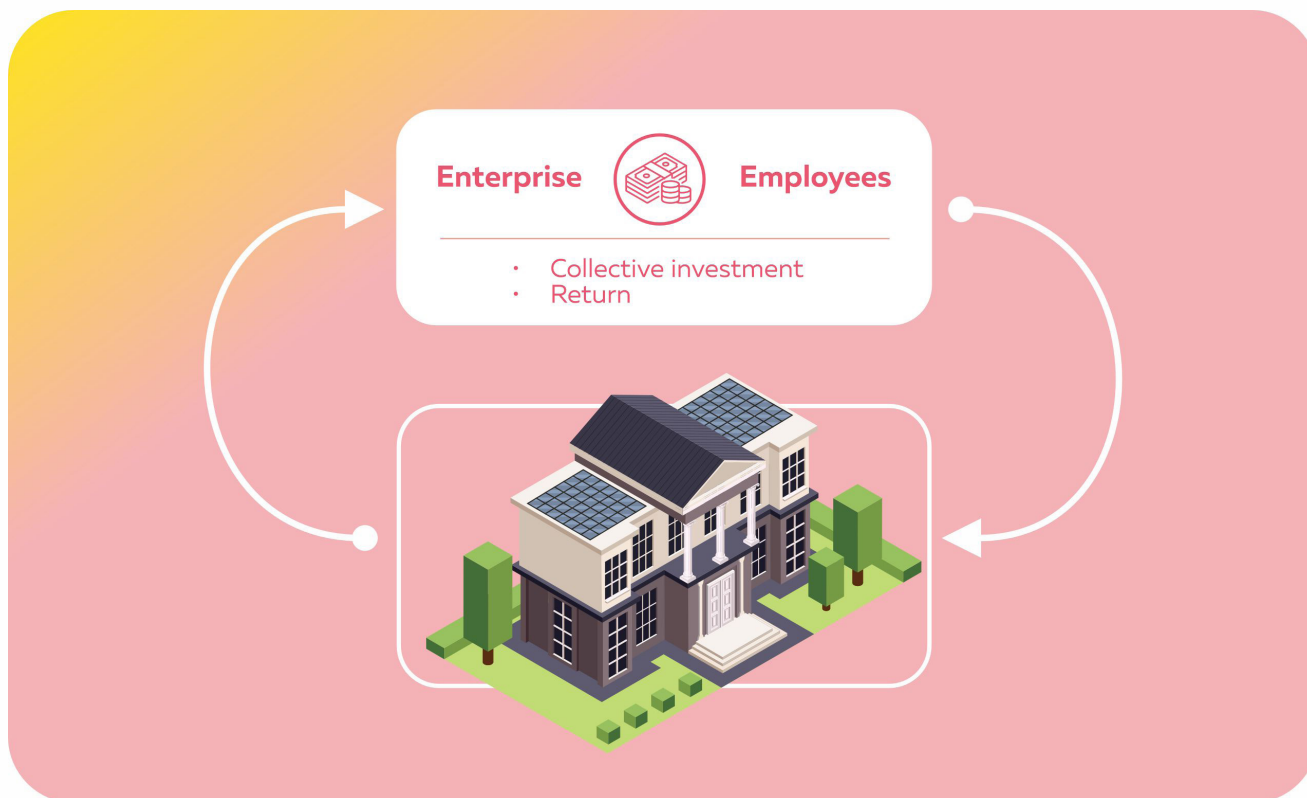 Enterprise Employees
• Collective investment
• Return